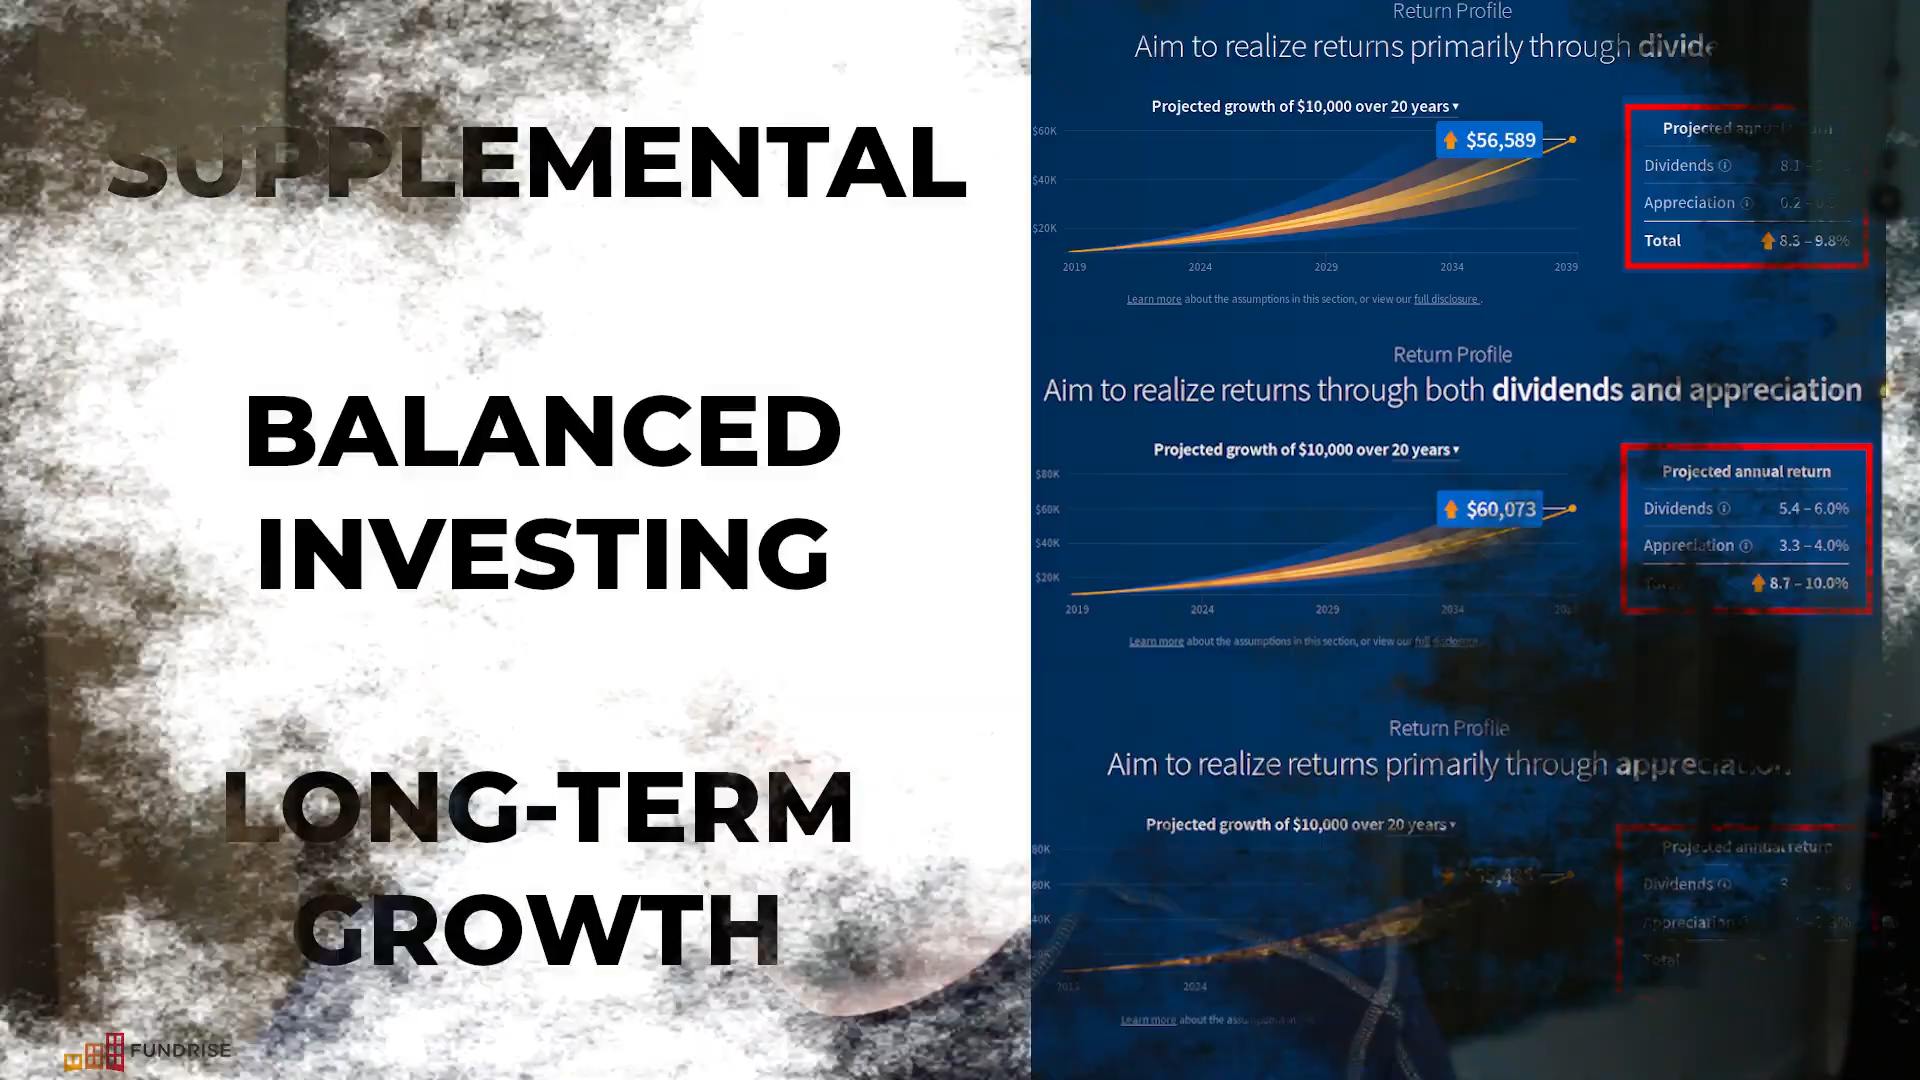 SUPPLEMENTAL
BALANCED
INVESTING
LONG-TERM
GROWTH
FUNDRISE
Return Profile
Aim to realize returns primarily through
Projected growth of $10,000 over 20 years
$56,589
$60K
$40K
$20K
2019 2024 2029 2034 2039
Learn more about the assumptions in this section, or view our full disclosure.
Projected
Dividends
Appreciation
Total 8.3 – 9.8%
Return Profile
Aim to realize returns through both dividends and appreciation
Projected growth of $10,000 over 20 years
$80K
$60K
$40K
$20K
$60,073
2019 2024 2029 2034
Learn more about the assumptions in this section, or view our full disclosure.
Projected annual return
Dividends 5.4 – 6.0%
Appreciation 3.3 – 4.0%
8.7 – 10.0%
Return Profile
Aim to realize returns primarily through
Projected growth of $10,000 over 20 years
2024
Learn more about the
Projected annual return
Dividends
Appreciation
Total